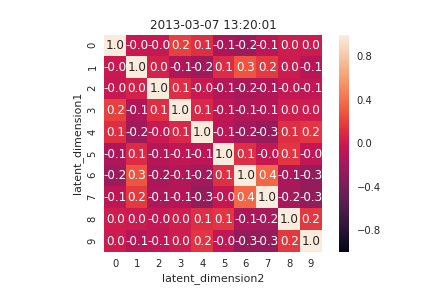 2013-03-07 13:20:01
latent_dimension1
0 1.0 -0.0 -0.0 0.2 0.1 -0.1 -0.2 -0.1 0.0 0.0
1 -0.0 1.0 0.0 -0.1 -0.2 0.1 0.3 0.2 0.0 -0.1
2 -0.0 0.0 1.0 0.1 -0.0 -0.1 -0.2 -0.1 -0.0 -0.1
3 0.2 -0.1 0.1 1.0 0.1 -0.1 -0.1 -0.1 0.0 0.0
4 0.1 -0.2 -0.0 0.1 1.0 -0.1 -0.2 -0.3 0.1 0.2
5 -0.1 0.1 -0.1 -0.1 -0.1 1.0 0.1 -0.0 0.1 -0.0
6 -0.2 0.3 -0.2 -0.1 -0.2 0.1 1.0 0.4 -0.1 -0.3
7 -0.1 0.2 -0.1 -0.1 -0.3 -0.0 0.4 1.0 -0.2 -0.3
8 0.0 0.0 -0.0 0.0 0.1 0.1 -0.1 -0.2 1.0 0.2
9 0.0 -0.1 -0.1 0.0 0.2 -0.0 -0.3 -0.3 0.2 1.0
0 1 2 3 4 5 6 7 8 9
latent_dimension2
0.8
0.4
0.0
-0.4
-0.8